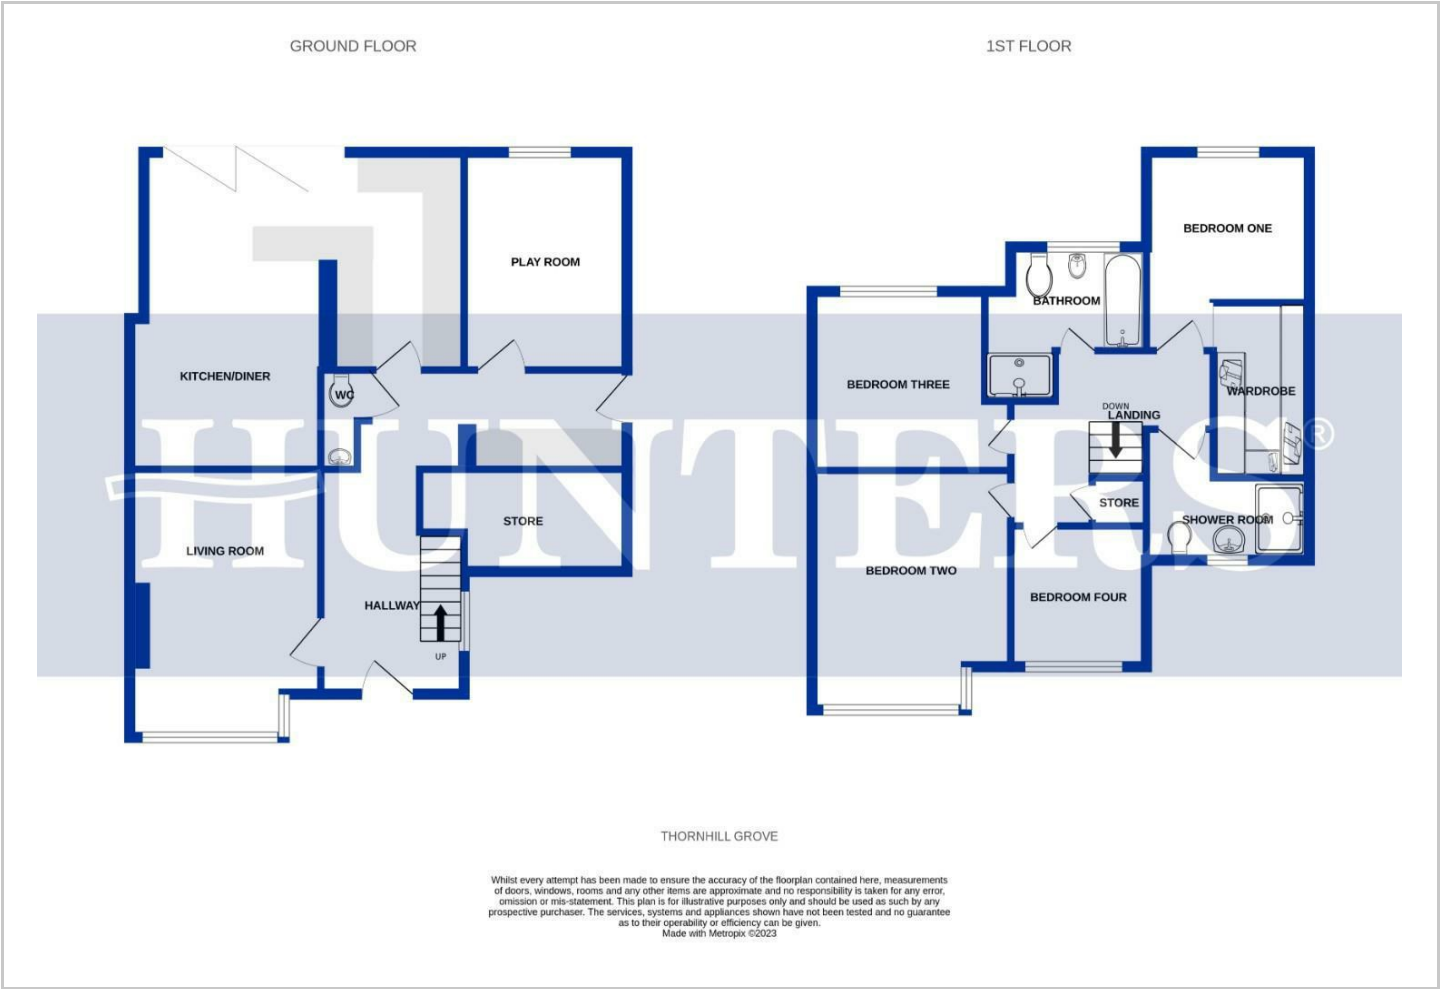 GROUND FLOOR
1ST FLOOR
PLAY ROOM
KITCHEN/DINER
WC
STORE
LIVING ROOM
HALLWAY
UP
BEDROOM ONE
BATHROOM
BEDROOM THREE
WARDROBE
DOWN
LANDING
STORE
SHOWER ROOM
BEDROOM TWO
BEDROOM FOUR
HUNTERS®
THORNHILL GROVE
Whilst every attempt has been made to ensure the accuracy of the floorplan contained here, measurements
of doors, windows, rooms and any other items are approximate and no responsibility is taken for any error,
omission or mis-statement. This plan is for illustrative purposes only and should be used as such by any
prospective purchaser. The services, systems and appliances shown have not been tested and no guarantee
as to their operability or efficiency can be given.
Made with Metropix ©2023